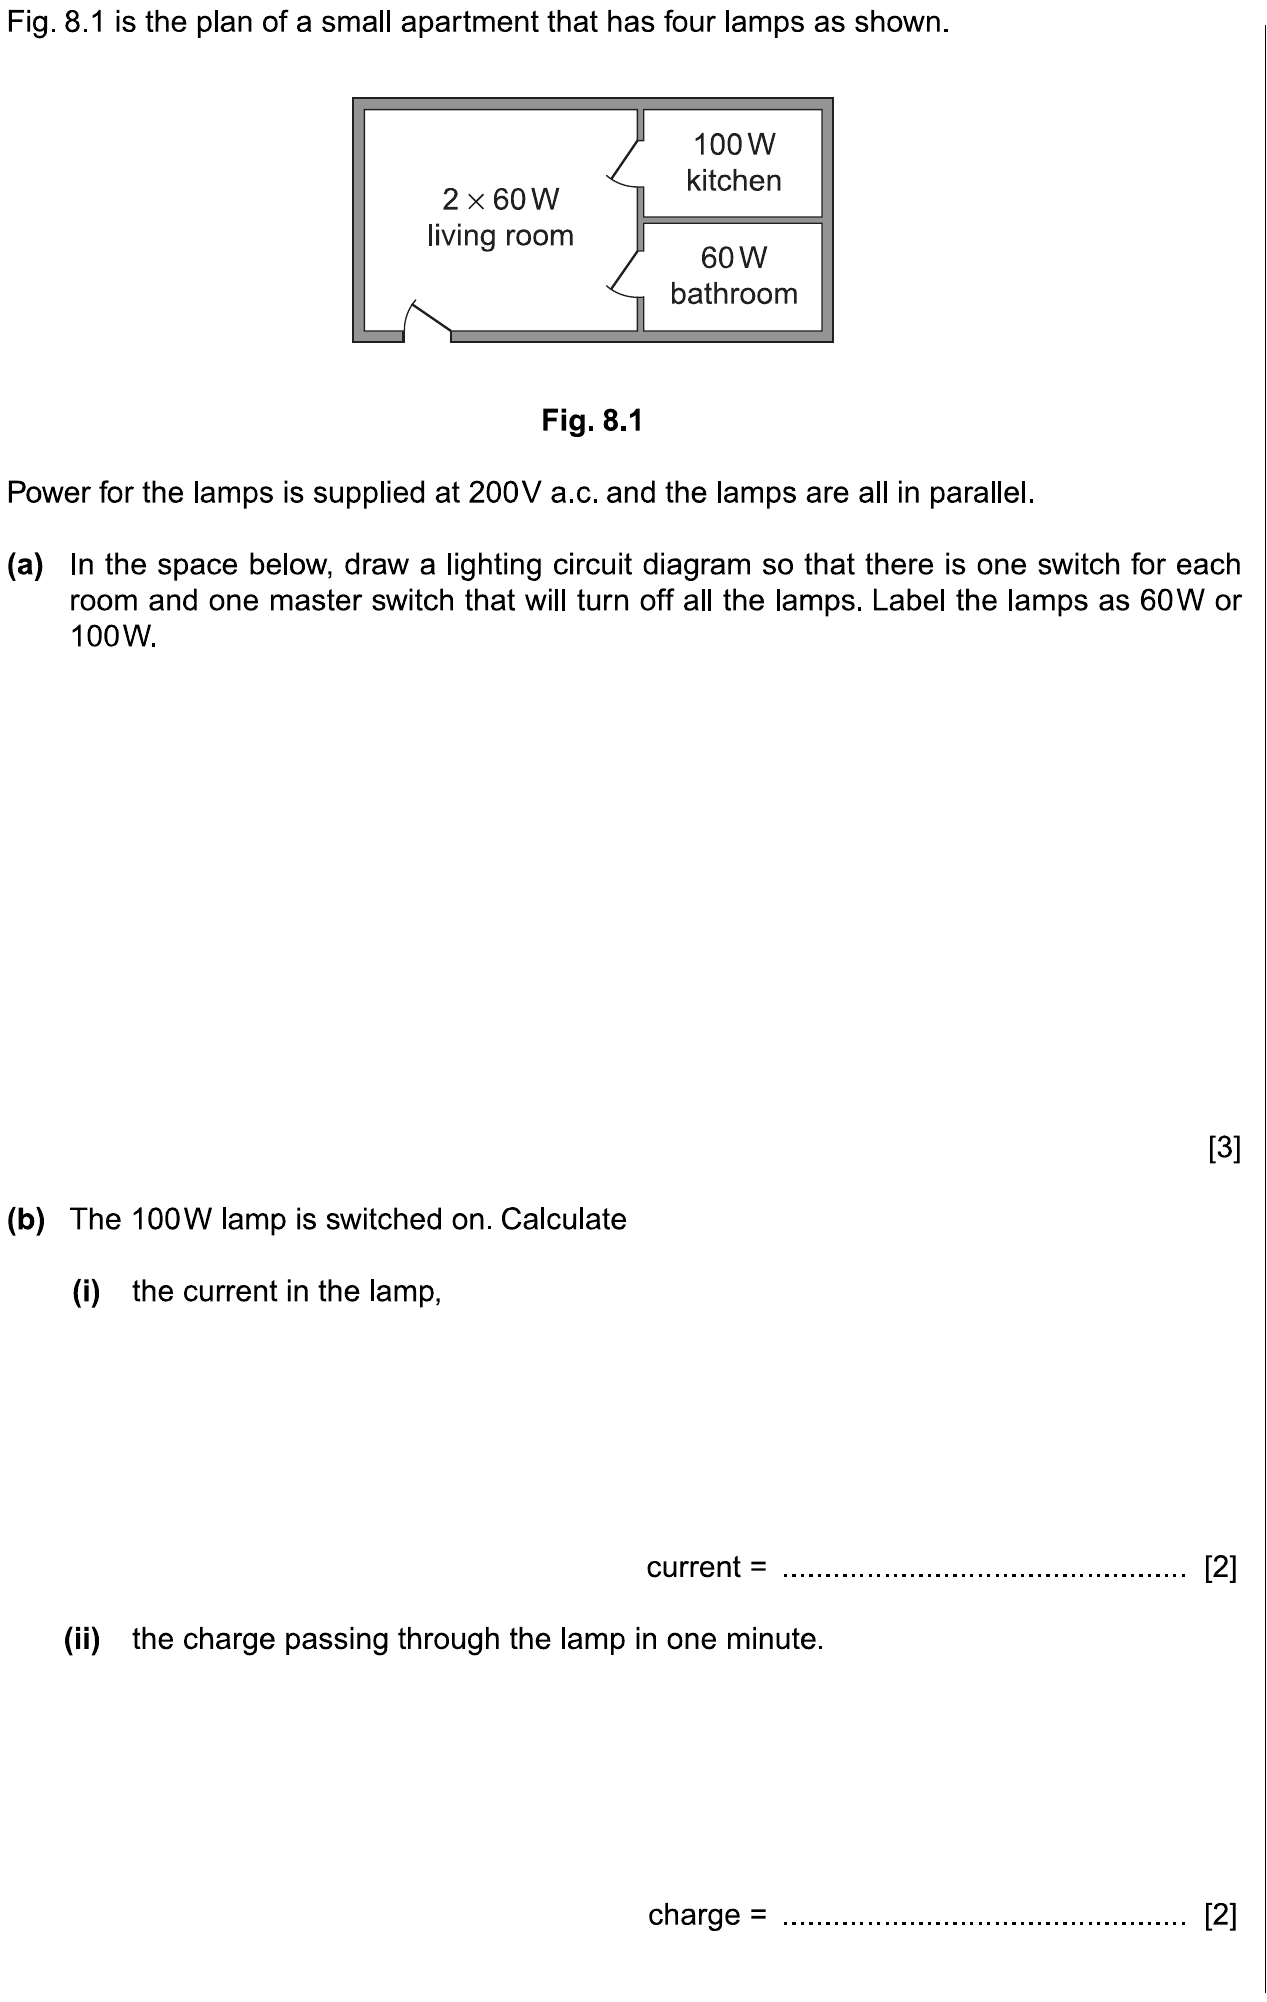 Fig. 8.1 is the plan of a small apartment that has four lamps as shown.
100 W
kitchen
2 × 60 W
living room
60 W
bathroom
Fig. 8.1
Power for the lamps is supplied at 200 V a.c. and the lamps are all in parallel.
(a) In the space below, draw a lighting circuit diagram so that there is one switch for each
room and one master switch that will turn off all the lamps. Label the lamps as 60 W or
100 W.
[3]
(b) The 100 W lamp is switched on. Calculate
(i) the current in the lamp,
current = ................................................ [2]
(ii) the charge passing through the lamp in one minute.
charge = ................................................ [2]